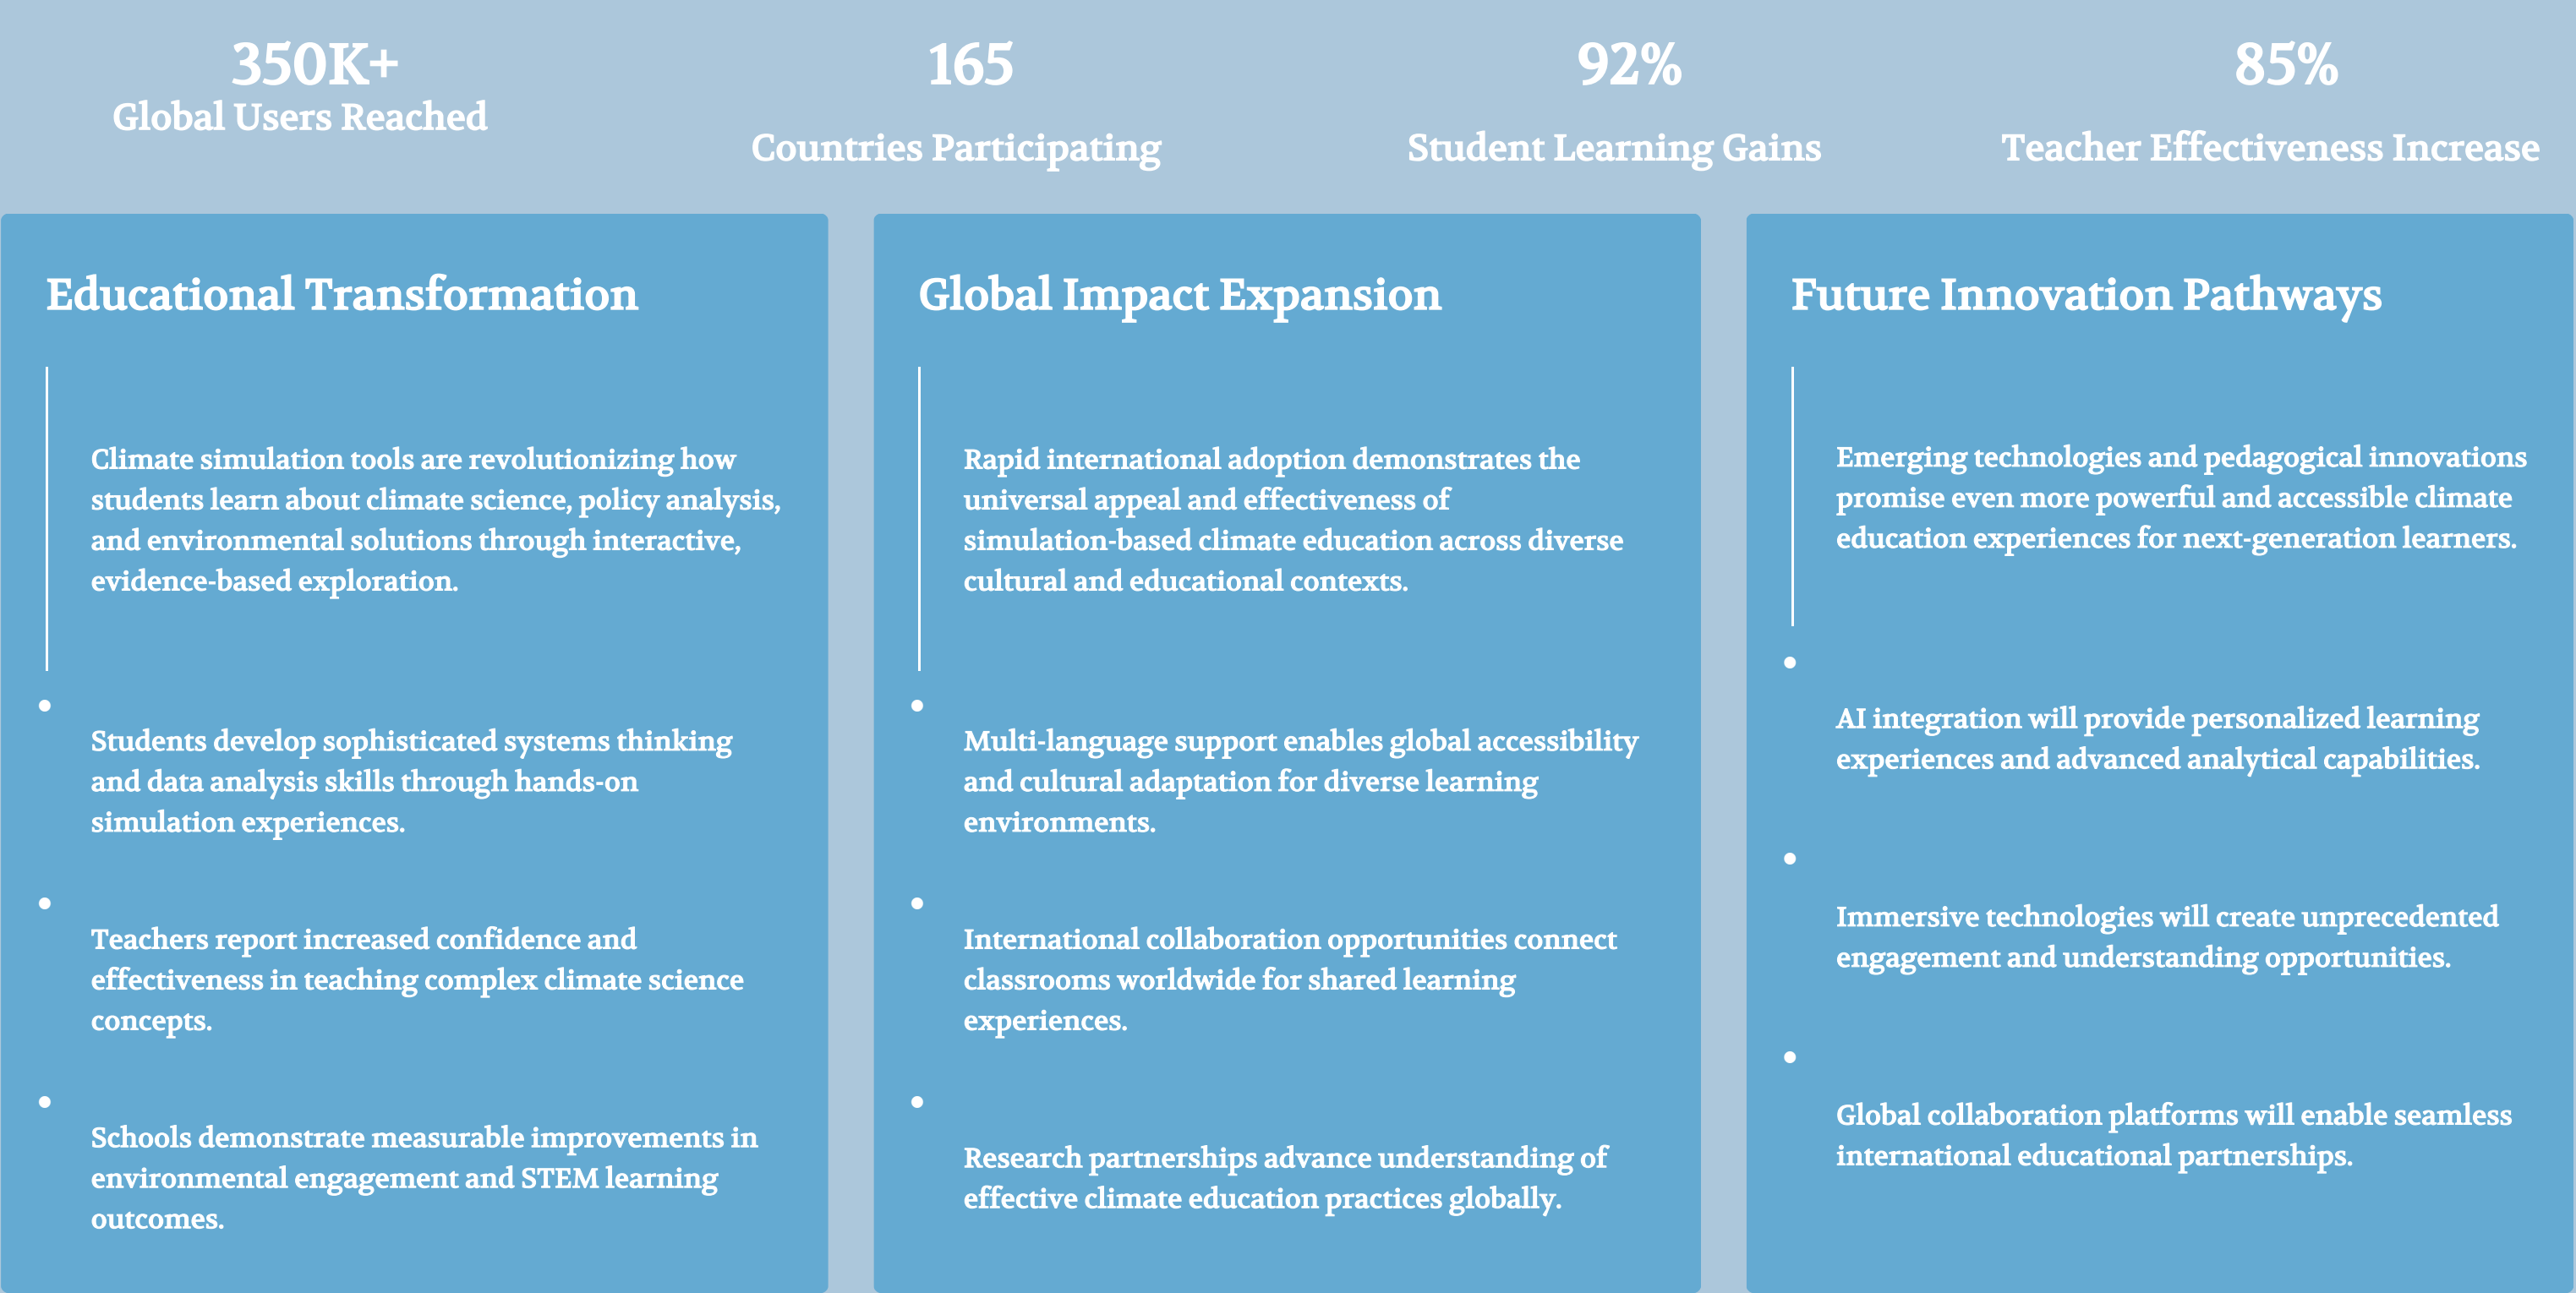 350K+
Global Users Reached
165
Countries Participating
92%
Student Learning Gains
85%
Teacher Effectiveness Increase
Educational Transformation
Climate simulation tools are revolutionizing how
students learn about climate science, policy analysis,
and environmental solutions through interactive,
evidence-based exploration.
• Students develop sophisticated systems thinking
and data analysis skills through hands-on
simulation experiences.
• Teachers report increased confidence and
effectiveness in teaching complex climate science
concepts.
• Schools demonstrate measurable improvements in
environmental engagement and STEM learning
outcomes.
Global Impact Expansion
Rapid international adoption demonstrates the
universal appeal and effectiveness of
simulation-based climate education across diverse
cultural and educational contexts.
• Multi-language support enables global accessibility
and cultural adaptation for diverse learning
environments.
• International collaboration opportunities connect
classrooms worldwide for shared learning
experiences.
• Research partnerships advance understanding of
effective climate education practices globally.
Future Innovation Pathways
Emerging technologies and pedagogical innovations
promise even more powerful and accessible climate
education experiences for next-generation learners.
• AI integration will provide personalized learning
experiences and advanced analytical capabilities.
• Immersive technologies will create unprecedented
engagement and understanding opportunities.
• Global collaboration platforms will enable seamless
international educational partnerships.